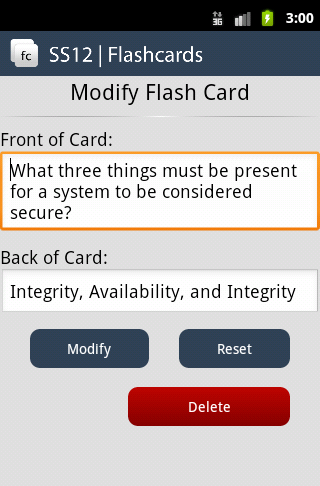 3G 3:00
fc SS12 | Flashcards
Modify Flash Card
Front of Card:
What three things must be present
for a system to be considered
secure?
Back of Card:
Integrity, Availability, and Integrity
Modify Reset
Delete